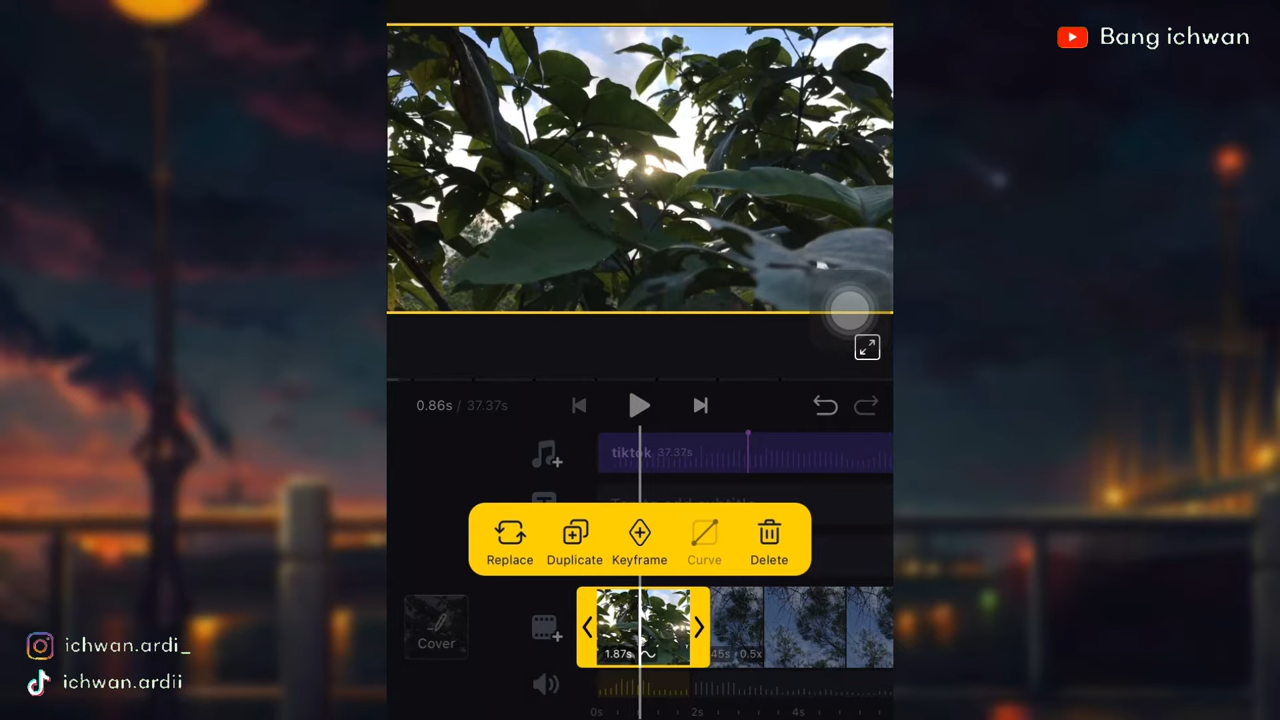 Bang ichwan
0.86s / 37.37s
tiktok 37.37s
Replace Duplicate Keyframe Curve Delete
Cover
1.87s
45s 0.5x
ichwan.ardi_
ichwan.ardii
0s 2s 4s